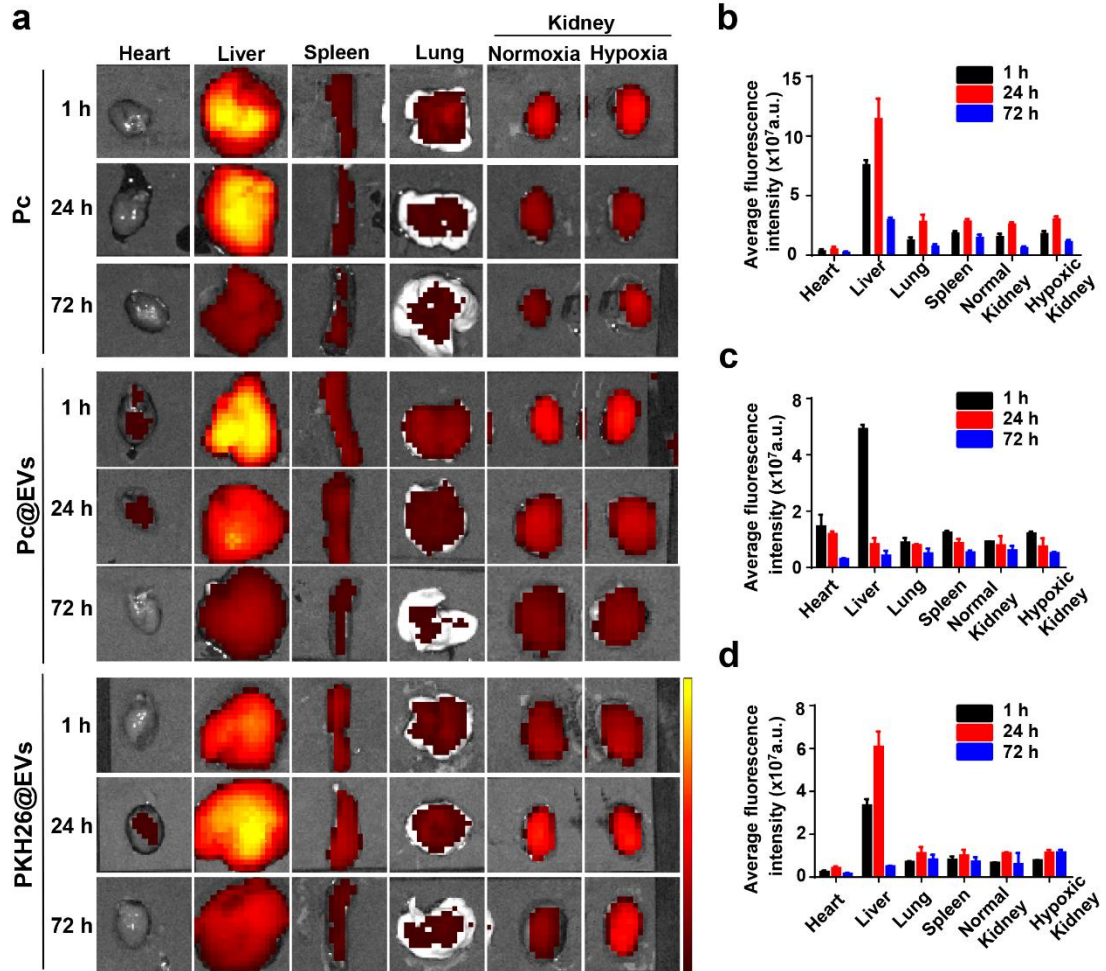 a
Kidney
Heart Liver Spleen Lung Normoxia Hypoxia
Pc
1 h
24 h
72 h
Pc@EVs
1 h
24 h
72 h
PKH26@EVs
1 h
24 h
72 h
b
Average fluorescence
intensity (x10⁷a.u.)
15
10
5
0
1 h
24 h
72 h
Heart
Liver
Lung
Spleen
Normal
Kidney
Hypoxic
Kidney
c
Average fluorescence
intensity (x10⁷a.u.)
8
6
4
2
0
1 h
24 h
72 h
Heart
Liver
Lung
Spleen
Normal
Kidney
Hypoxic
Kidney
d
Average fluorescence
intensity (x10⁷a.u.)
8
6
4
2
0
1 h
24 h
72 h
Heart
Liver
Lung
Spleen
Normal
Kidney
Hypoxic
Kidney